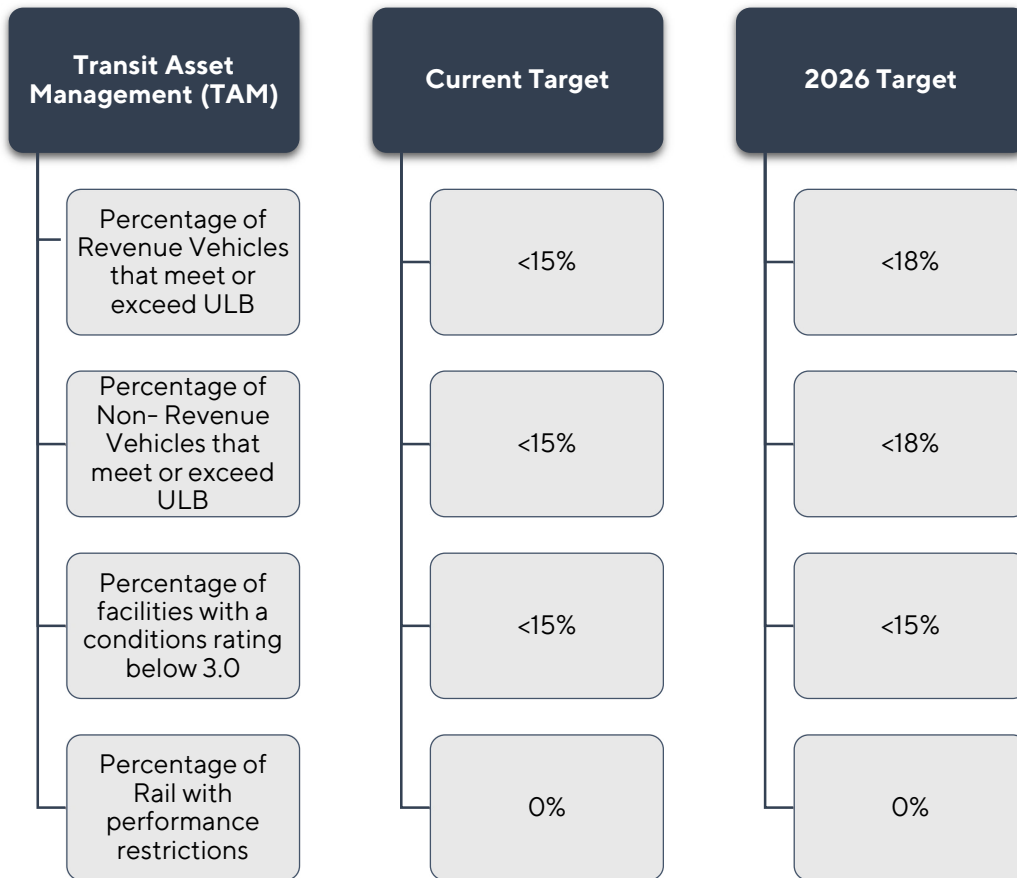 Transit Asset
Management (TAM)
Percentage of
Revenue Vehicles
that meet or
exceed ULB
Percentage of
Non- Revenue
Vehicles that
meet or exceed
ULB
Percentage of
facilities with a
conditions rating
below 3.0
Percentage of
Rail with
performance
restrictions
Current Target
<15%
<15%
<15%
0%
2026 Target
<18%
<18%
<15%
0%